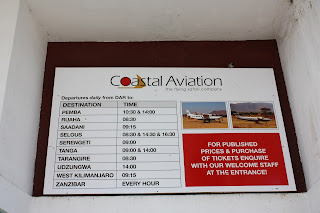 Coastal Aviation
the flying safari company
Departures daily from DAR to:
DESTINATION TIME
PEMBA 10:30 & 14:00
RUAHA 08:30
SAADANI 09:15
SELOUS 08:30 & 14:30 & 16:30
SERENGETI 09:00
TANGA 09:00 & 14:00
TARANGIRE 08:30
UDZUNGWA 14:00
WEST KILIMANJARO 09:15
ZANZIBAR EVERY HOUR
FOR PUBLISHED
PRICES & PURCHASE
OF TICKETS ENQUIRE
WITH OUR WELCOME STAFF
AT THE ENTRANCE!